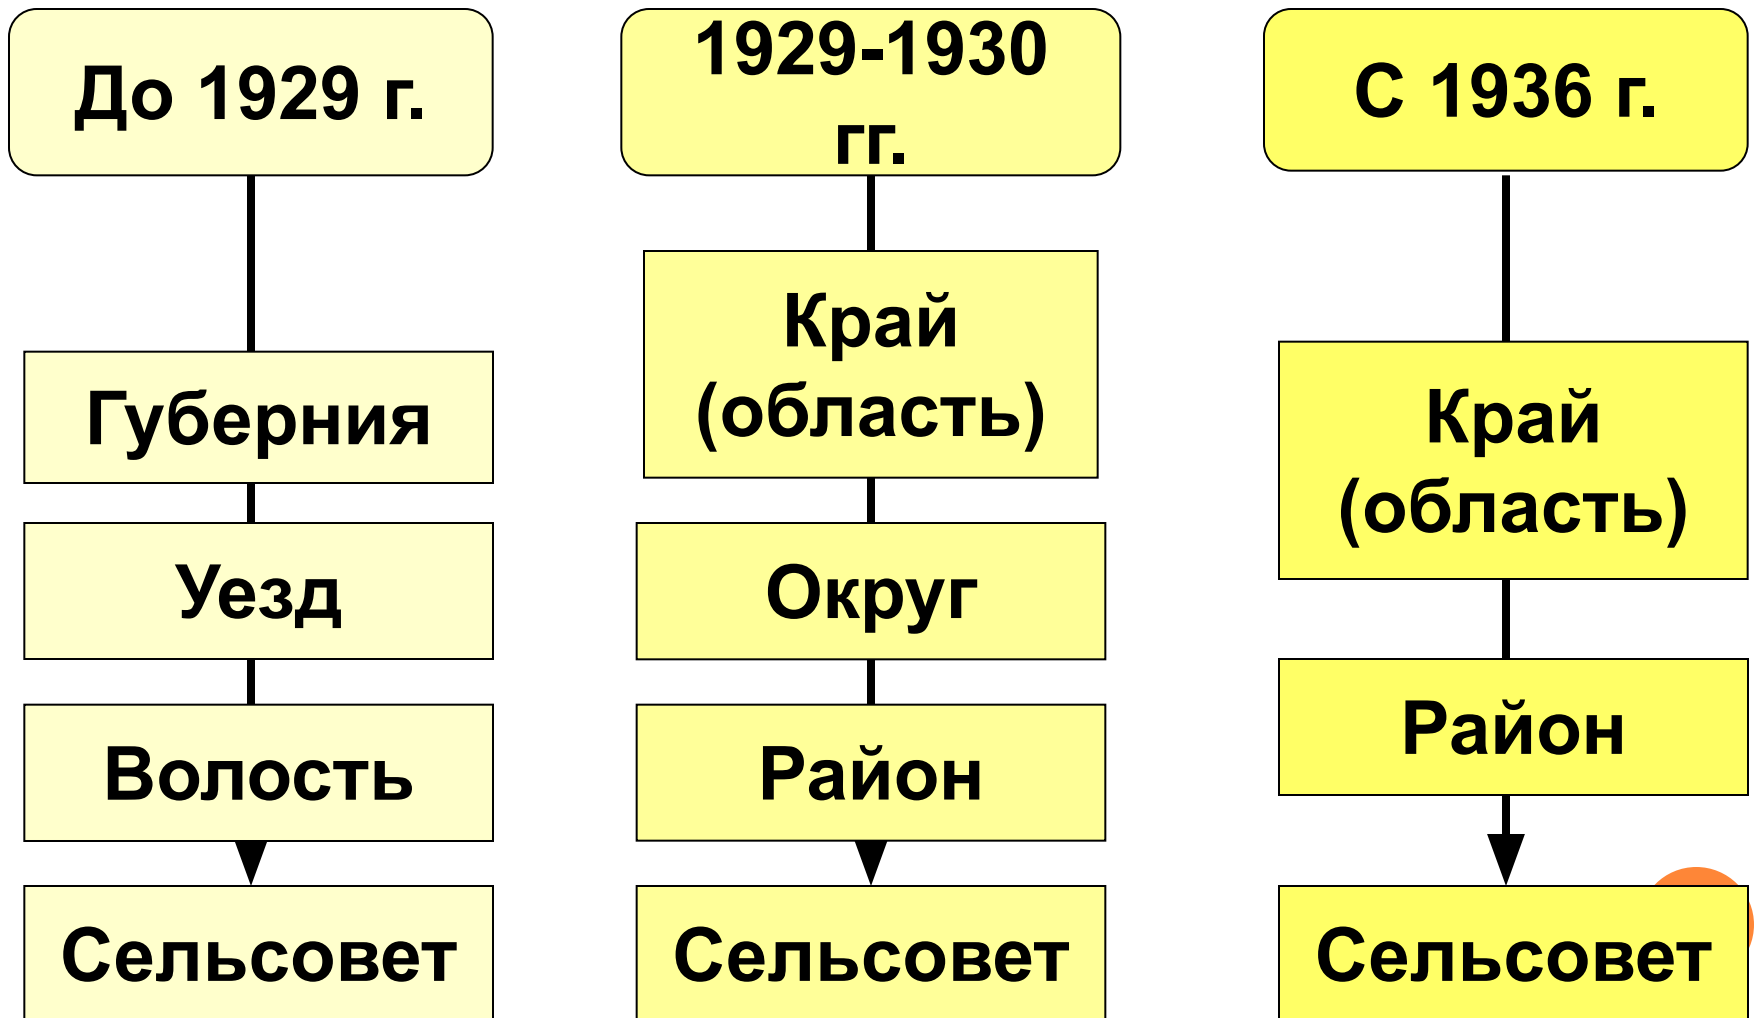 До 1929 г.
Губерния
Уезд
Волость
Сельсовет
1929-1930
гг.
Край
(область)
Округ
Район
Сельсовет
С 1936 г.
Край
(область)
Район
Сельсовет